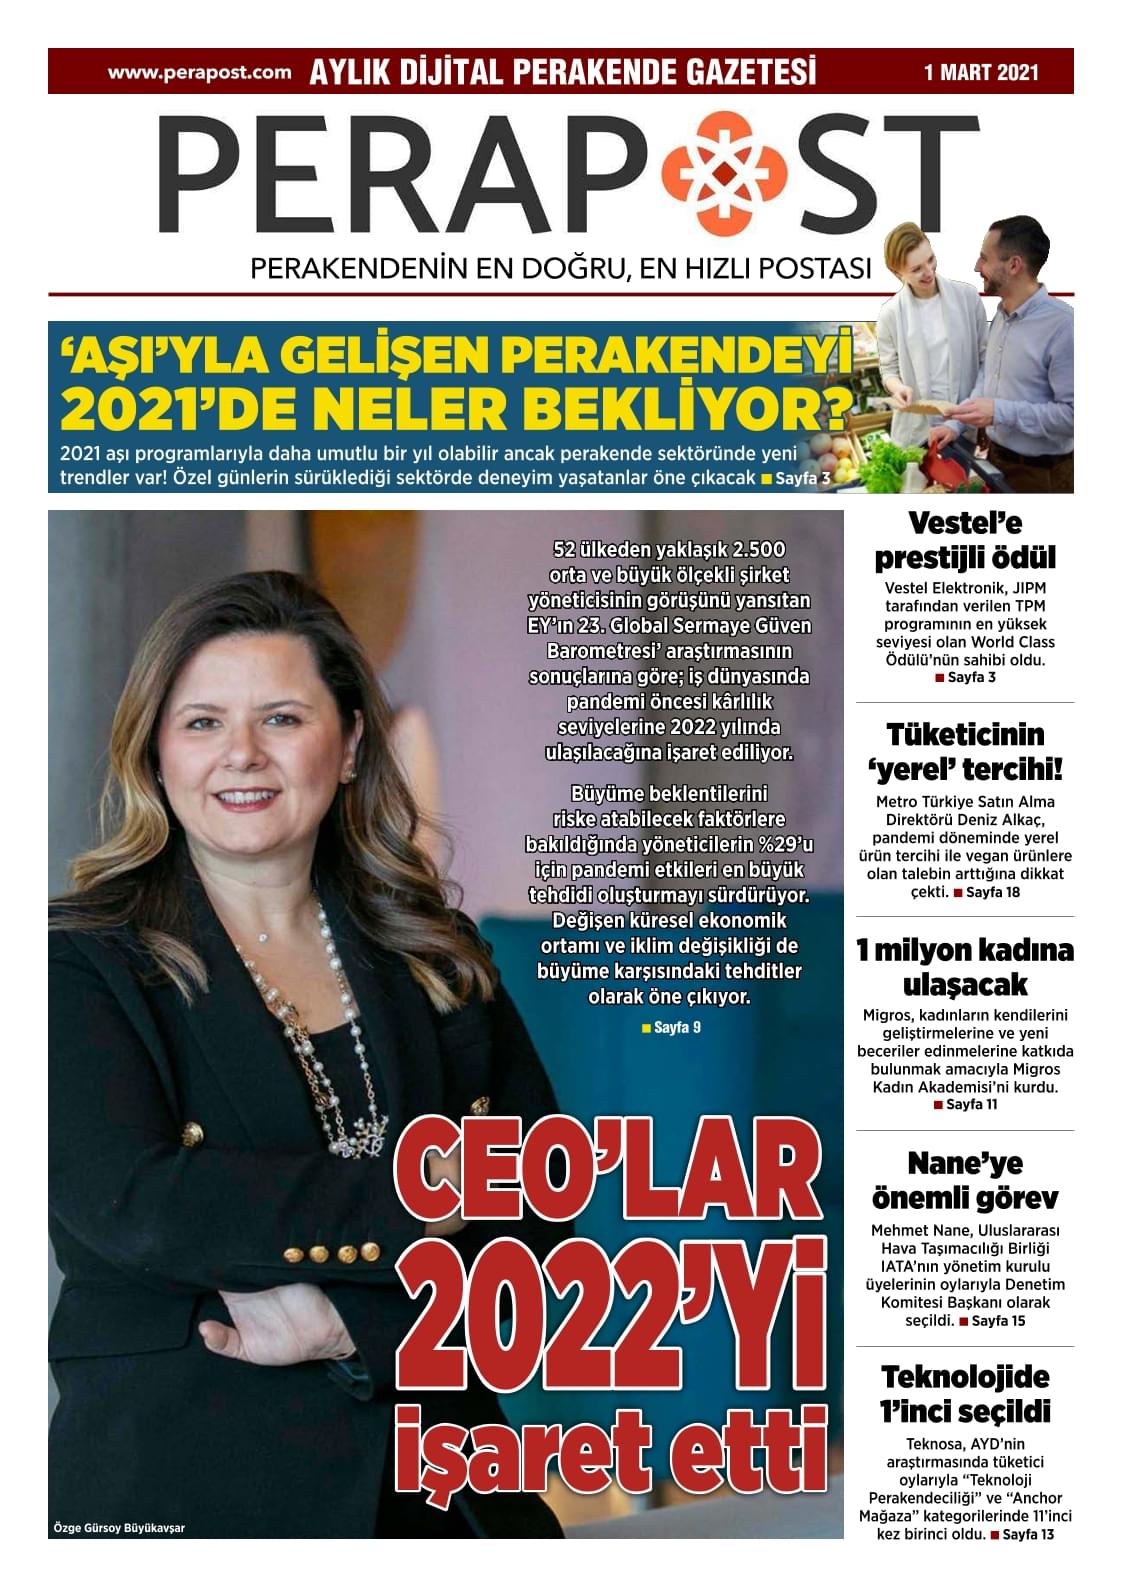 www.perapost.com AYLIK DİJİTAL PERAKENDE GAZETESİ 1 MART 2021
PERAPOST
PERAKENDENİN EN DOĞRU, EN HIZLI POSTASI
‘AŞI’YLA GELİŞEN PERAKENDEYİ
2021’DE NELER BEKLİYOR?
2021 aşı programlarıyla daha umutlu bir yıl olabilir ancak perakende sektöründe yeni
trendler var! Özel günlerin sürüklediği sektörde deneyim yaşatanlar öne çıkacak ■ Sayfa 3
52 ülkeden yaklaşık 2.500
orta ve büyük ölçekli şirket
yöneticisinin görüşünü yansıtan
EY’ın 23. Global Sermaye Güven
Barometresi’ araştırmasının
sonuçlarına göre; iş dünyasında
pandemi öncesi kârlılık
seviyelerine 2022 yılında
ulaşılacağına işaret ediliyor.
Büyüme beklentilerini
riske atabilecek faktörlere
bakıldığında yöneticilerin %29’u
için pandemi etkileri en büyük
tehdidi oluşturmayı sürdürüyor.
Değişen küresel ekonomik
ortamı ve iklim değişikliği de
büyüme karşısındaki tehditler
olarak öne çıkıyor.
■ Sayfa 9
CEO’LAR
2022’Yİ
işaret etti
Özge Gürsoy Büyükavşar
Vestel’e
prestijli ödül
Vestel Elektronik, JIPM
tarafından verilen TPM
programının en yüksek
seviyesi olan World Class
Ödülü’nün sahibi oldu.
■ Sayfa 3
Tüketicinin
‘yerel’ tercihi!
Metro Türkiye Satın Alma
Direktörü Deniz Alkaç,
pandemi döneminde yerel
ürün tercihi ile vegan ürünlere
olan talebin arttığına dikkat
çekti. ■ Sayfa 18
1 milyon kadına
ulaşacak
Migros, kadınların kendilerini
geliştirmelerine ve yeni
beceriler edinmelerine katkıda
bulunmak amacıyla Migros
Kadın Akademisi’ni kurdu.
■ Sayfa 11
Nane’ye
önemli görev
Mehmet Nane, Uluslararası
Hava Taşımacılığı Birliği
IATA’nın yönetim kurulu
üyelerinin oylarıyla Denetim
Komitesi Başkanı olarak
seçildi. ■ Sayfa 15
Teknolojide
1’inci seçildi
Teknosa, AYD’nin
araştırmasında tüketici
oylarıyla “Teknoloji
Perakendeciliği” ve “Anchor
Mağaza” kategorilerinde 11’inci
kez birinci oldu. ■ Sayfa 13